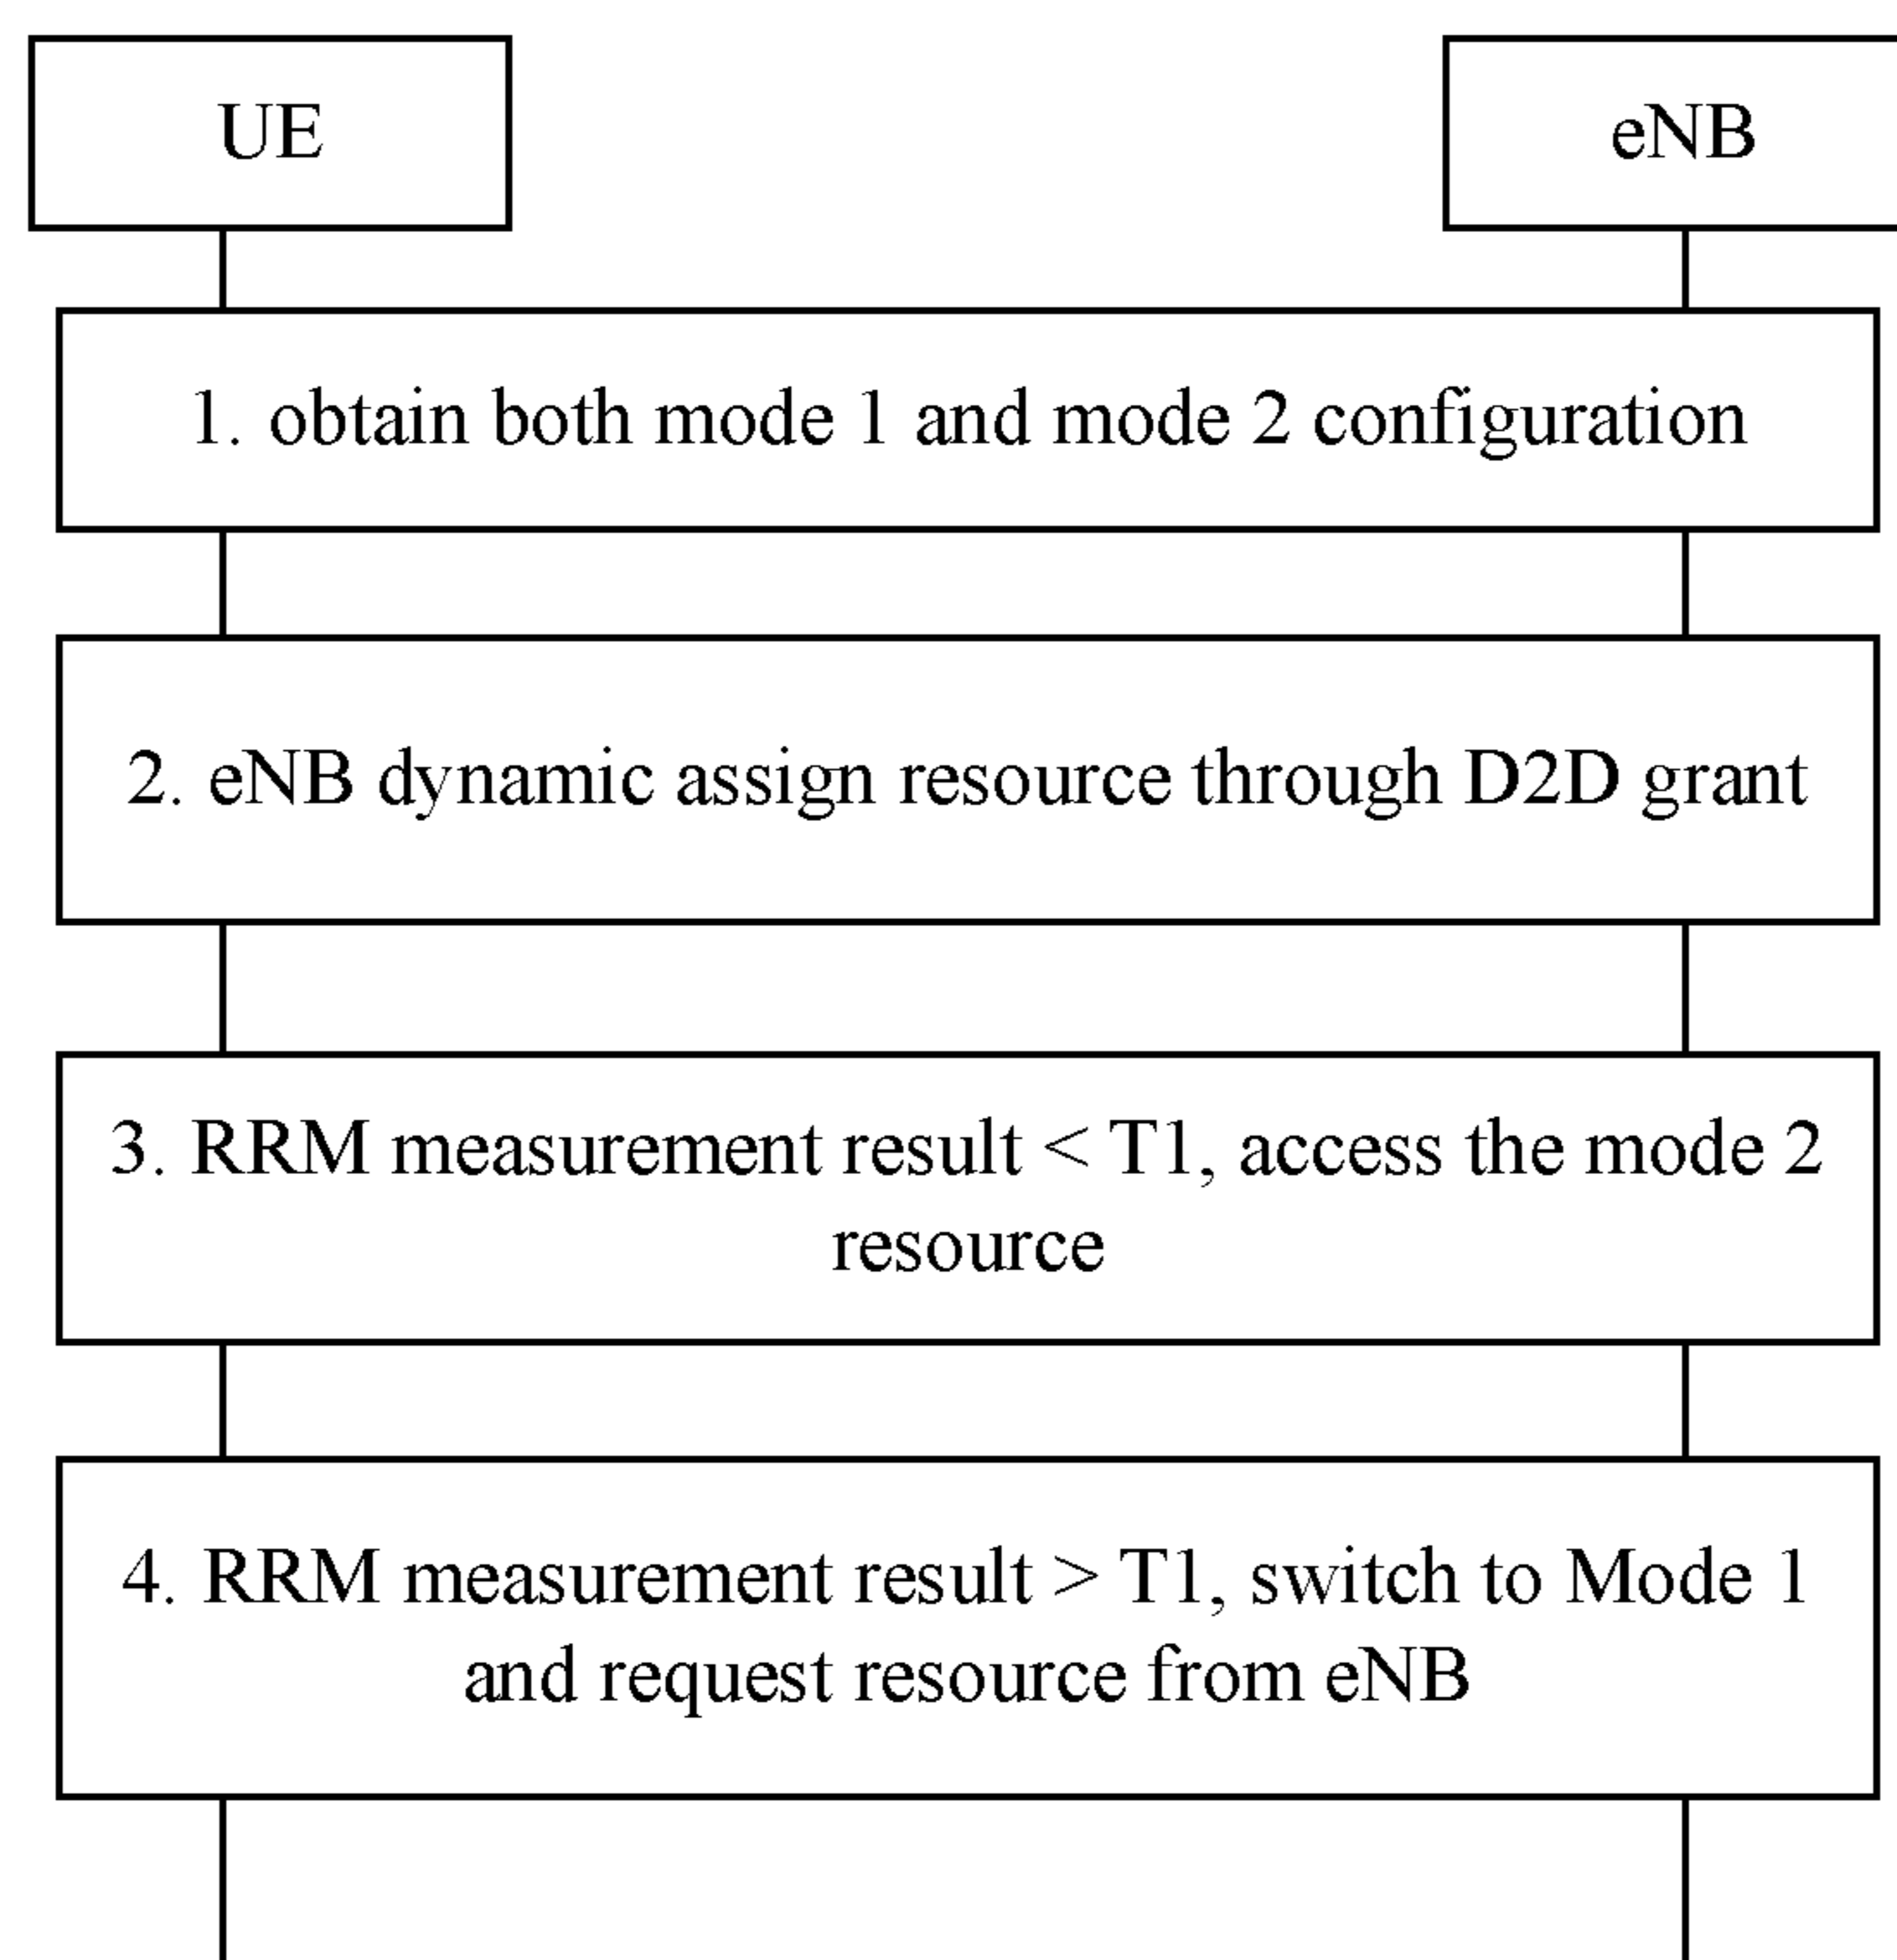 UE
eNB
1. obtain both mode 1 and mode 2 configuration
2. eNB dynamic assign resource through D2D grant
3. RRM measurement result < T1, access the mode 2
resource
4. RRM measurement result > T1, switch to Mode 1
and request resource from eNB